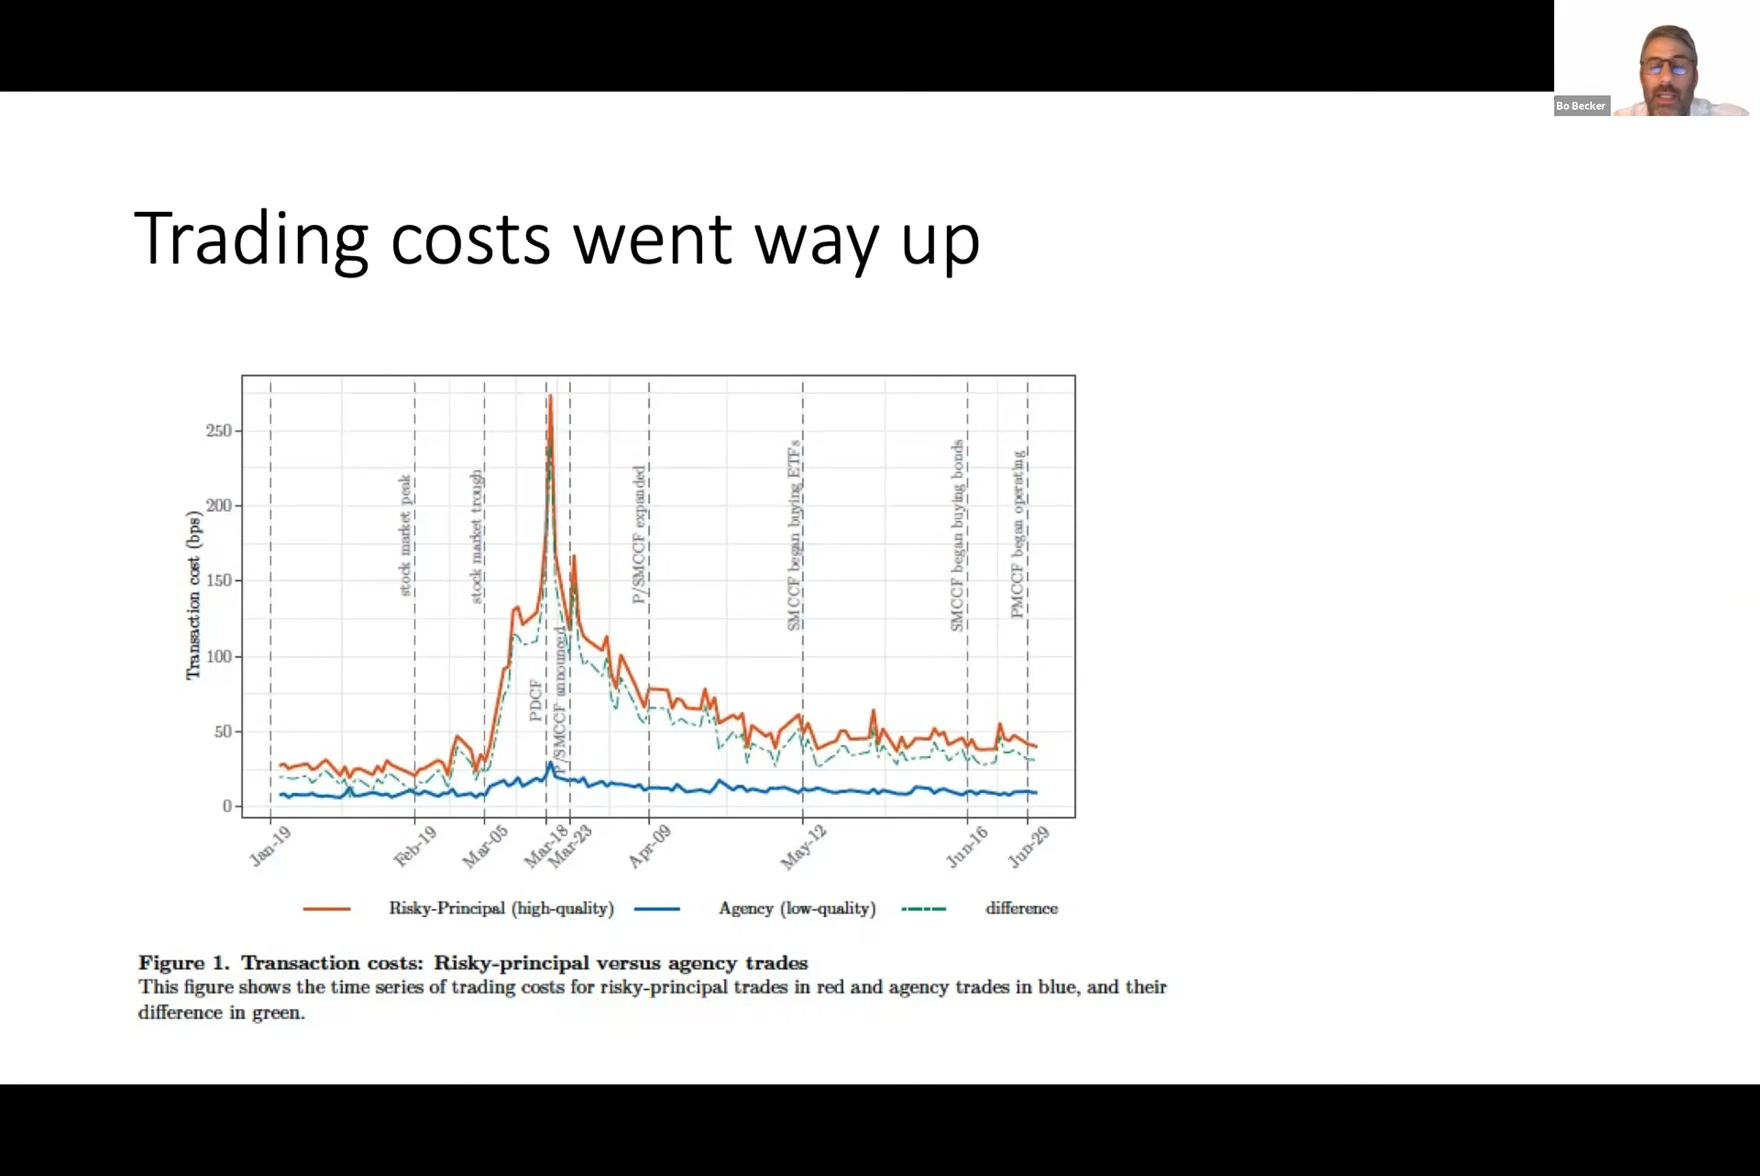 Bo Becker
Trading costs went way up
Transaction cost (bps)
250
200
150
100
50
0
stock market peak
stock market trough
PDCF
P/SMCCF announced
P/SMCCF expanded
SMCCF began buying ETFs
SMCCF began buying bonds
PMCCF began operating
Jan-19
Feb-19
Mar-05
Mar-18
Mar-23
Apr-09
May-12
Jun-16
Jun-29
Risky-Principal (high-quality)
Agency (low-quality)
difference
Figure 1. Transaction costs: Risky-principal versus agency trades
This figure shows the time series of trading costs for risky-principal trades in red and agency trades in blue, and their
difference in green.